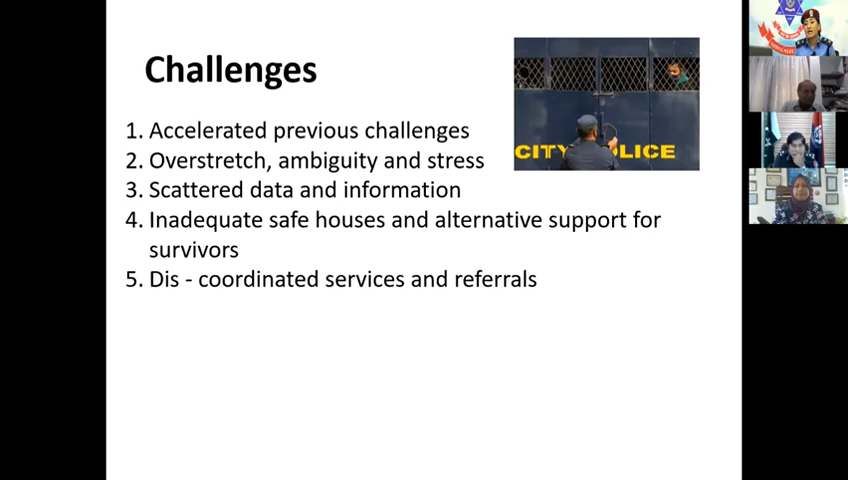 Challenges
1. Accelerated previous challenges
2. Overstretch, ambiguity and stress
3. Scattered data and information
4. Inadequate safe houses and alternative support for
survivors
5. Dis - coordinated services and referrals